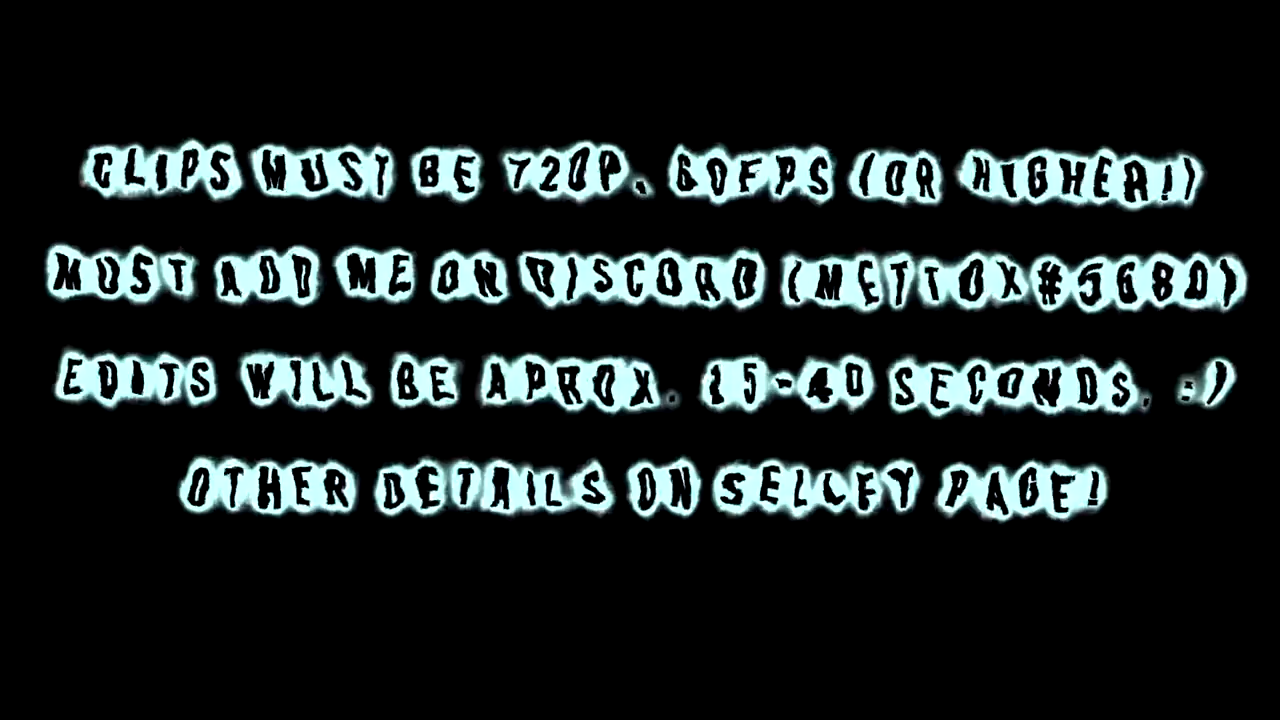 CLIPS MUST BE 720P, 60FPS (OR HIGHER!)
MUST ADD ME ON DISCORD (METTOX#5680)
EDITS WILL BE APROX. 25-40 SECONDS. :)
OTHER DETAILS ON SELLFY PAGE!